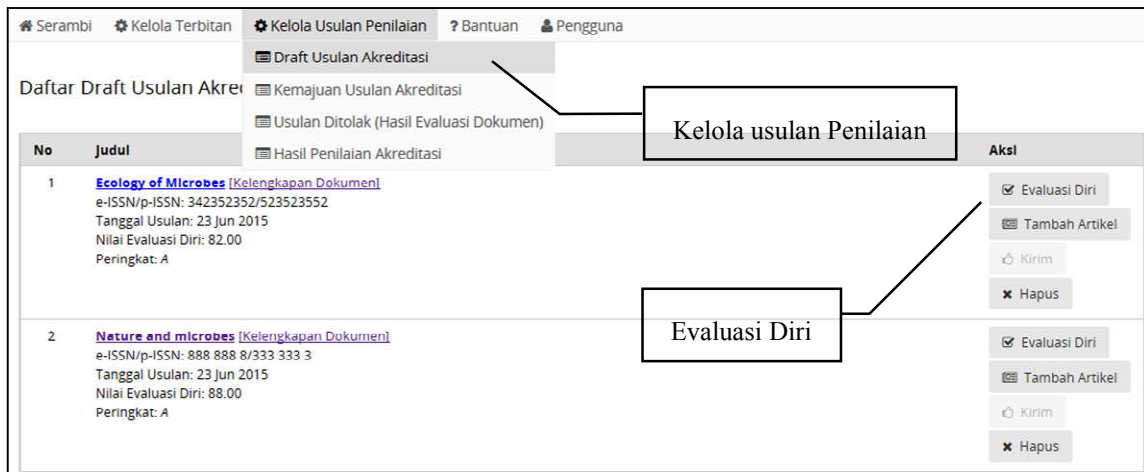 Serambi Kelola Terbitan Kelola Usulan Penilaian ? Bantuan Pengguna
Draft Usulan Akreditasi
Daftar Draft Usulan Akre
Kemajuan Usulan Akreditasi
Usulan Ditolak (Hasil Evaluasi Dokumen)
Hasil Penilaian Akreditasi
Kelola usulan Penilaian
No Judul Aksi
1 Ecology of Microbes [Kelengkapan Dokumen]
e-ISSN/p-ISSN: 342352352/523523552
Tanggal Usulan: 23 Jun 2015
Nilai Evaluasi Diri: 82.00
Peringkat: A
Evaluasi Diri
Tambah Artikel
Kirim
Hapus
Evaluasi Diri
2 Nature and microbes [Kelengkapan Dokumen]
e-ISSN/p-ISSN: 888 888 8/333 333 3
Tanggal Usulan: 23 Jun 2015
Nilai Evaluasi Diri: 88.00
Peringkat: A
Evaluasi Diri
Tambah Artikel
Kirim
Hapus